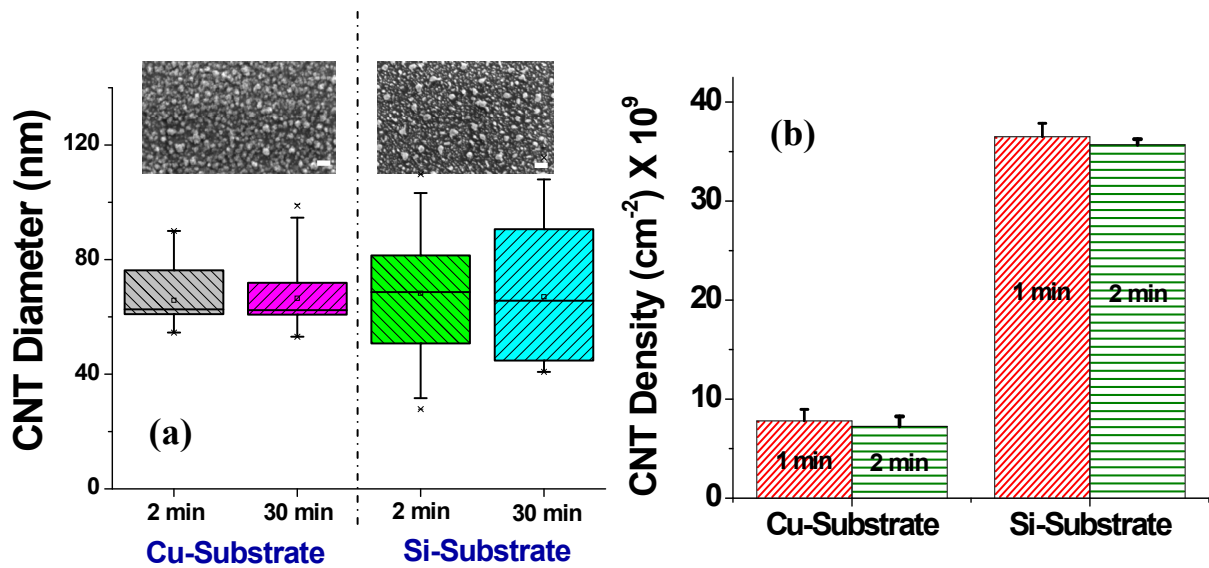 CNT Diameter (nm)
120
80
40
0
(a)
2 min
30 min
2 min
30 min
Cu-Substrate
Si-Substrate
CNT Density (cm⁻²) X 10⁹
40
30
20
10
0
(b)
1 min
2 min
1 min
2 min
Cu-Substrate
Si-Substrate